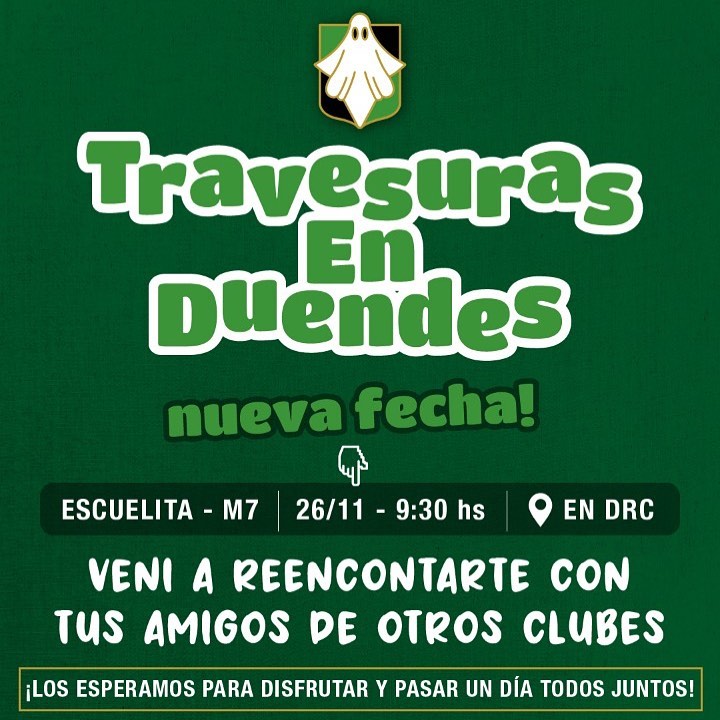 Travesuras
En
Duendes
nueva fecha!
ESCUELITA - M7 | 26/11 - 9:30 hs | EN DRC
VENI A REENCONTARTE CON
TUS AMIGOS DE OTROS CLUBES
¡LOS ESPERAMOS PARA DISFRUTAR Y PASAR UN DÍA TODOS JUNTOS!